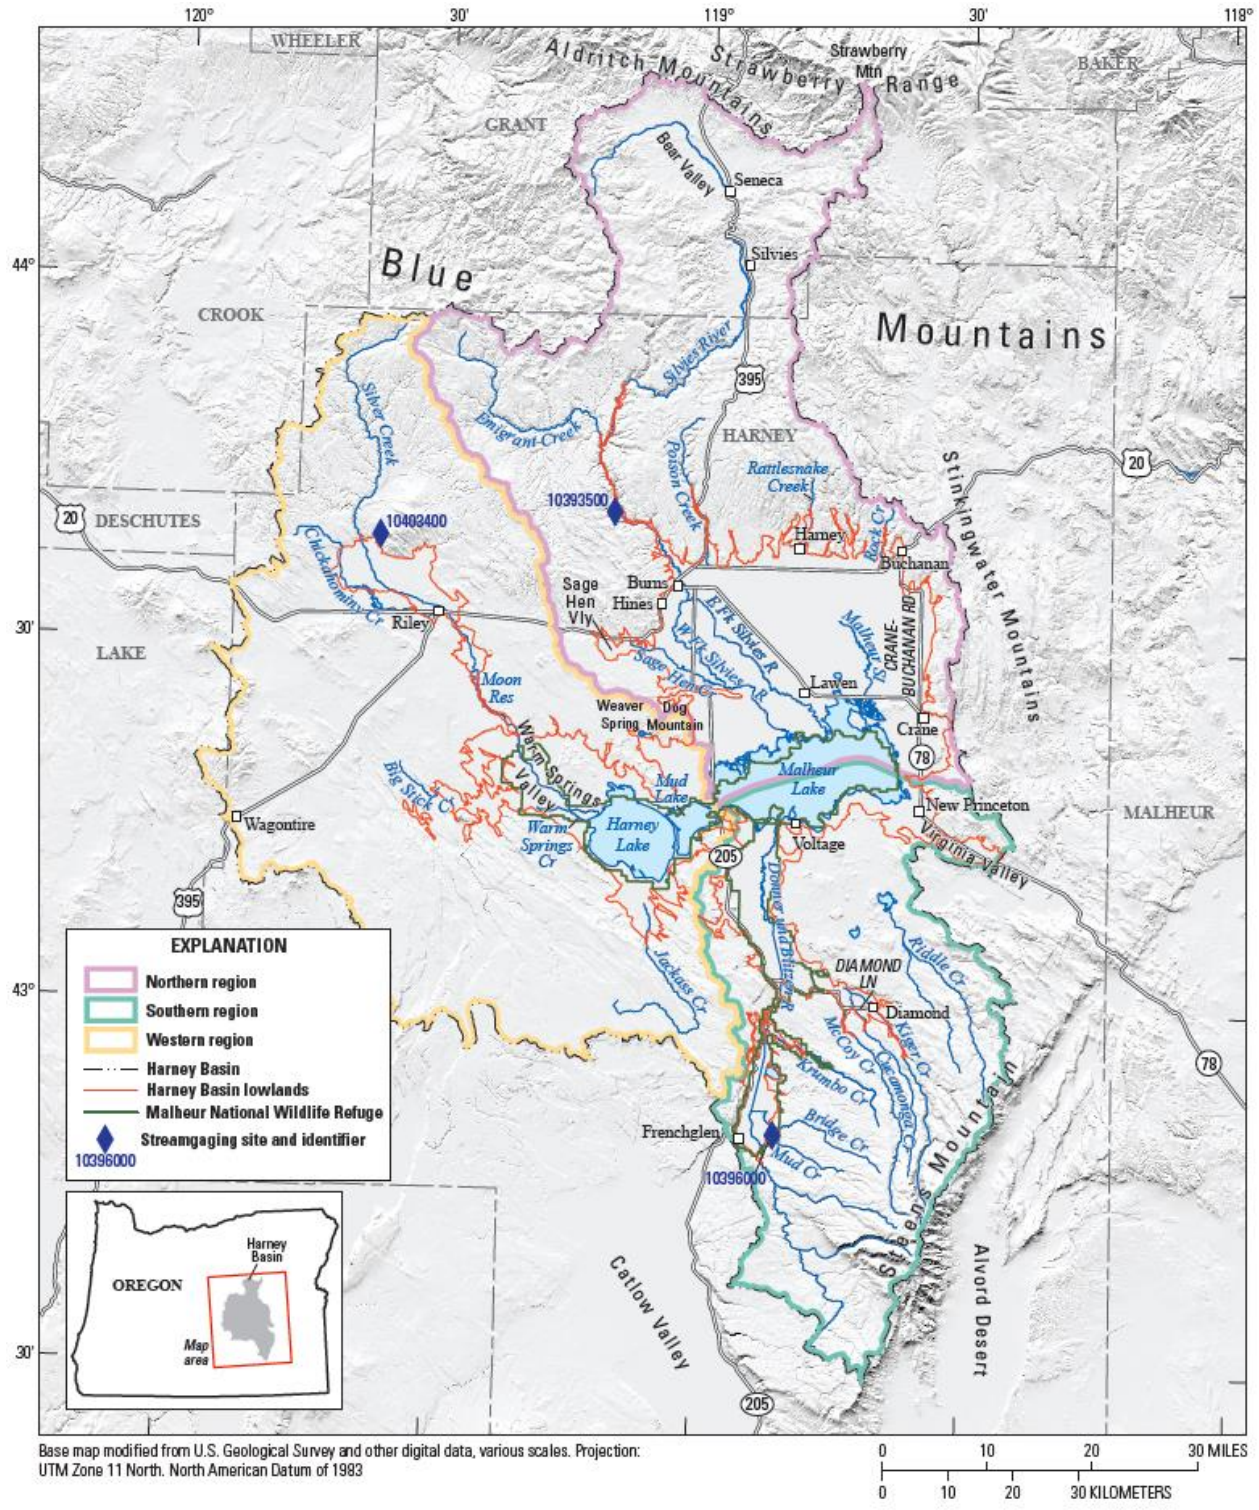 120°
30'
119°
30'
118°
WHEELER
Aldritch Mountains
Strawberry Range
Strawberry
Mtn
BAKER
GRANT
Bear Valley
Seneca
44°
Silvies
Blue
Mountains
CROOK
Silvies River
395
Silver Creek
Emigrant Creek
HARNEY
Poison Creek
Rattlesnake
Creek
20
Stinkingwater Mountains
20
DESCHUTES
10393500
10403400
Harney
Rock Cr
Buchanan
Chickahominy Cr
Sage
Hen
Vly
Burns
Hines
Riley
30'
E Fk Silvies R
W Fk Silvies R
Malheur Sl
CRANE-
BUCHANAN RD
LAKE
Sage Hen Cr
Moon
Res
Lawen
Weaver
Spring
Dog
Mountain
Crane
78
Warm Springs
Valley
Big Stick Cr
Mud
Lake
Malheur
Lake
New Princeton
MALHEUR
Wagontire
Warm
Springs
Cr
Harney
Lake
Voltage
Virginia Valley
205
395
Donner und Blitzen R
Riddle Cr
EXPLANATION
Northern region
Southern region
Western region
Harney Basin
Harney Basin lowlands
Malheur National Wildlife Refuge
Streamgaging site and identifier
10396000
43°
Jackass Cr
DIAMOND
LN
Diamond
McCoy Cr
Kiger Cr
Cucamonga Cr
Krumbo Cr
78
Bridge Cr
Frenchglen
Mud Cr
10396000
Steens Mountain
Harney
Basin
OREGON
Map
area
Catlow Valley
Alvord Desert
30'
205
Base map modified from U.S. Geological Survey and other digital data, various scales. Projection:
UTM Zone 11 North. North American Datum of 1983
0 10 20 30 MILES
0 10 20 30 KILOMETERS